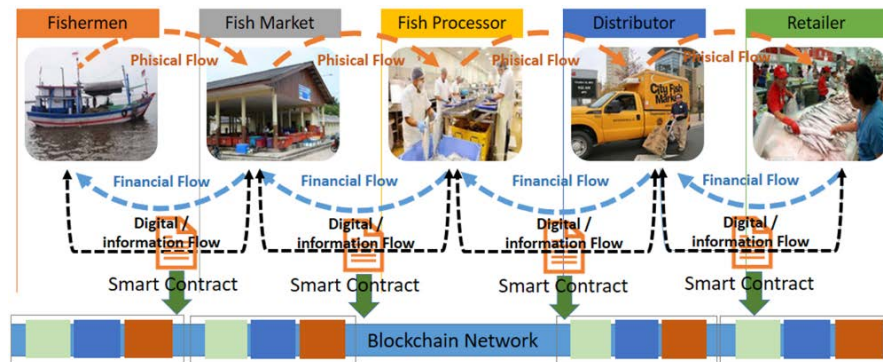 Fishermen
Fish Market
Fish Processor
Distributor
Retailer
Phisical Flow
Phisical Flow
Phisical Flow
Phisical Flow
City Fish
Market
Financial Flow
Financial Flow
Financial Flow
Financial Flow
Digital /
information Flow
Digital /
information Flow
Digital /
information Flow
Digital /
information Flow
Smart Contract
Smart Contract
Smart Contract
Smart Contract
Blockchain Network